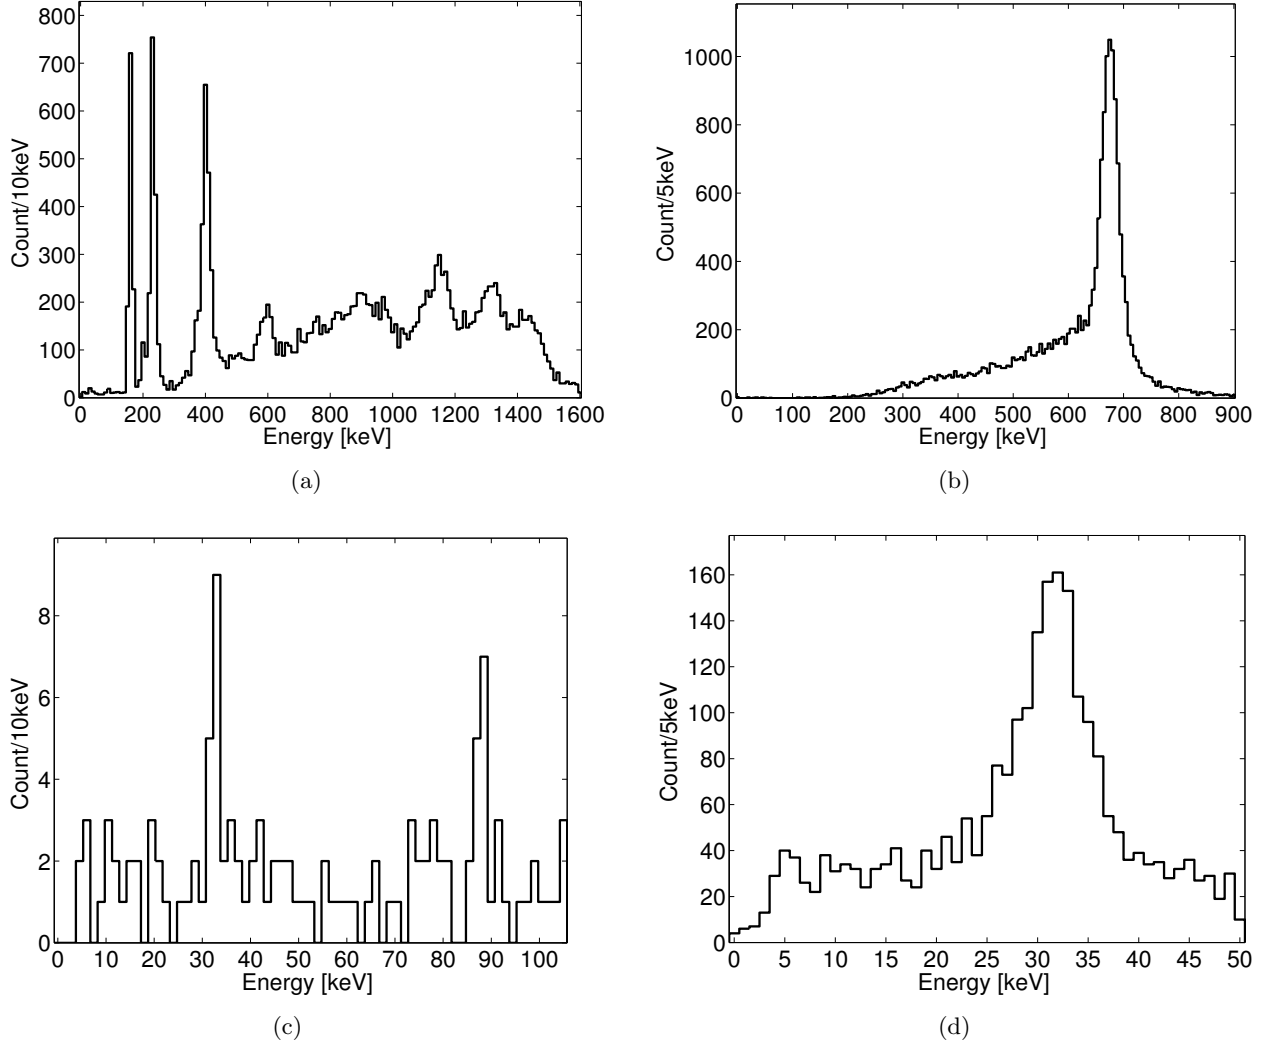 800
700
600
500
400
300
200
100
0
Count/10keV
0 200 400 600 800 1000 1200 1400 1600
Energy [keV]
(a)
1000
800
600
400
200
0
Count/5keV
0 100 200 300 400 500 600 700 800 900
Energy [keV]
(b)
8
6
4
2
0
Count/10keV
0 10 20 30 40 50 60 70 80 90 100
Energy [keV]
(c)
160
140
120
100
80
60
40
20
0
Count/5keV
0 5 10 15 20 25 30 35 40 45 50
Energy [keV]
(d)